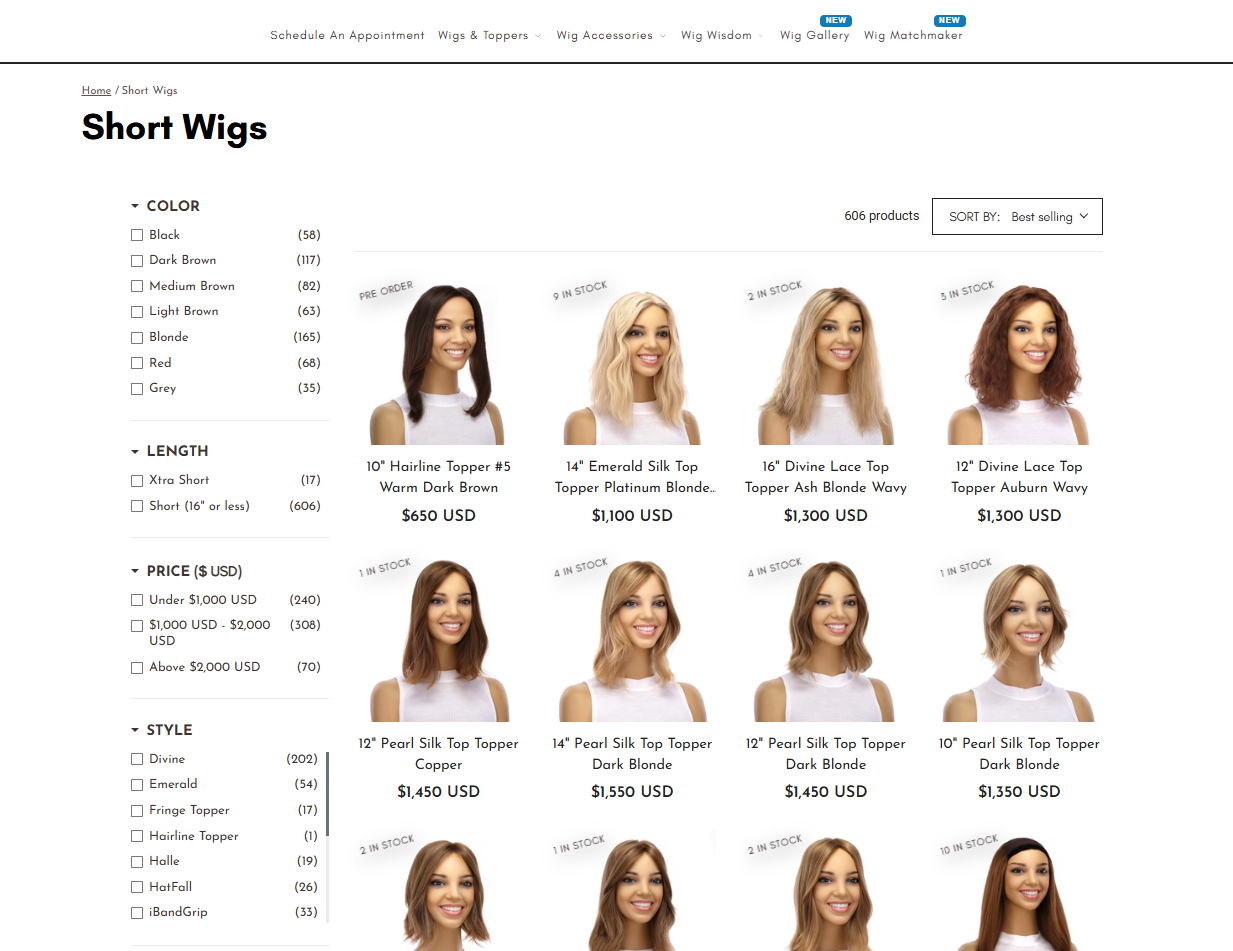 NEW
NEW
Schedule An Appointment Wigs & Toppers Wig Accessories Wig Wisdom Wig Gallery Wig Matchmaker
Home / Short Wigs
Short Wigs
COLOR
Black (58)
Dark Brown (117)
Medium Brown (82)
Light Brown (63)
Blonde (165)
Red (68)
Grey (35)
LENGTH
Xtra Short (17)
Short (16" or less) (606)
PRICE ($ USD)
Under $1,000 USD (240)
$1,000 USD - $2,000 (308)
USD
Above $2,000 USD (70)
STYLE
Divine (202)
Emerald (54)
Fringe Topper (17)
Hairline Topper (1)
Halle (19)
HatFall (26)
iBandGrip (33)
606 products
SORT BY: Best selling
PRE ORDER
9 IN STOCK
2 IN STOCK
3 IN STOCK
10" Hairline Topper #5
Warm Dark Brown
$650 USD
14" Emerald Silk Top
Topper Platinum Blonde...
$1,100 USD
16" Divine Lace Top
Topper Ash Blonde Wavy
$1,300 USD
12" Divine Lace Top
Topper Auburn Wavy
$1,300 USD
1 IN STOCK
4 IN STOCK
4 IN STOCK
1 IN STOCK
12" Pearl Silk Top Topper
Copper
$1,450 USD
14" Pearl Silk Top Topper
Dark Blonde
$1,550 USD
12" Pearl Silk Top Topper
Dark Blonde
$1,450 USD
10" Pearl Silk Top Topper
Dark Blonde
$1,350 USD
2 IN STOCK
1 IN STOCK
2 IN STOCK
10 IN STOCK